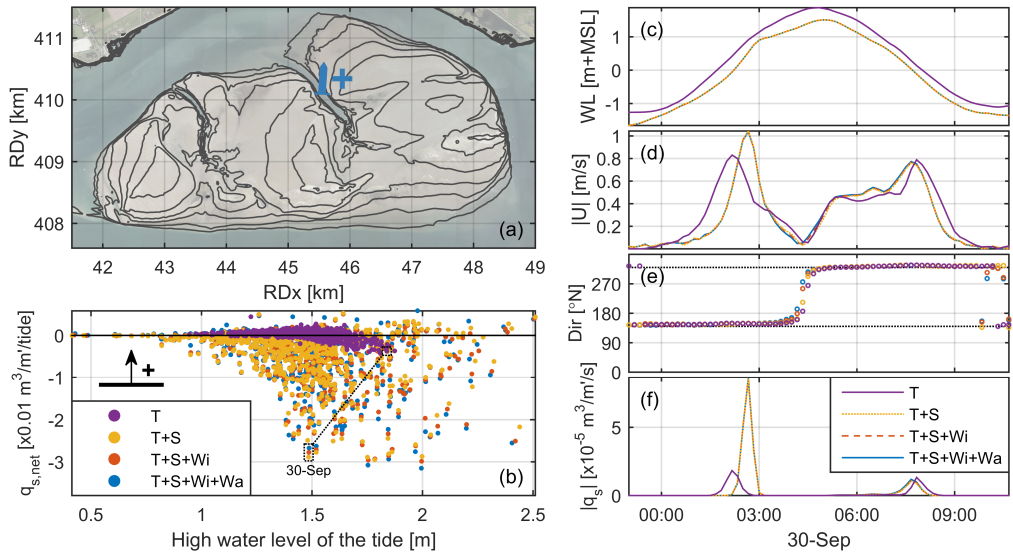 411
410
409
408
RDy [km]
(a)
42 43 44 45 46 47 48 49
RDx [km]
0
-1
-2
-3
q_s,net [x0.01 m³/m'/tide]
+
T
T+S
T+S+Wi
T+S+Wi+Wa
30-Sep
(b)
0.5 1 1.5 2 2.5
High water level of the tide [m]
(c)
1
0
-1
WL [m+MSL]
(d)
1
0.8
0.6
0.4
0.2
|U| [m/s]
(e)
270
180
90
0
Dir [°N]
(f)
5
0
|q_s| [x10⁻⁵ m³/m'/s]
T
T+S
T+S+Wi
T+S+Wi+Wa
00:00 03:00 06:00 09:00
30-Sep